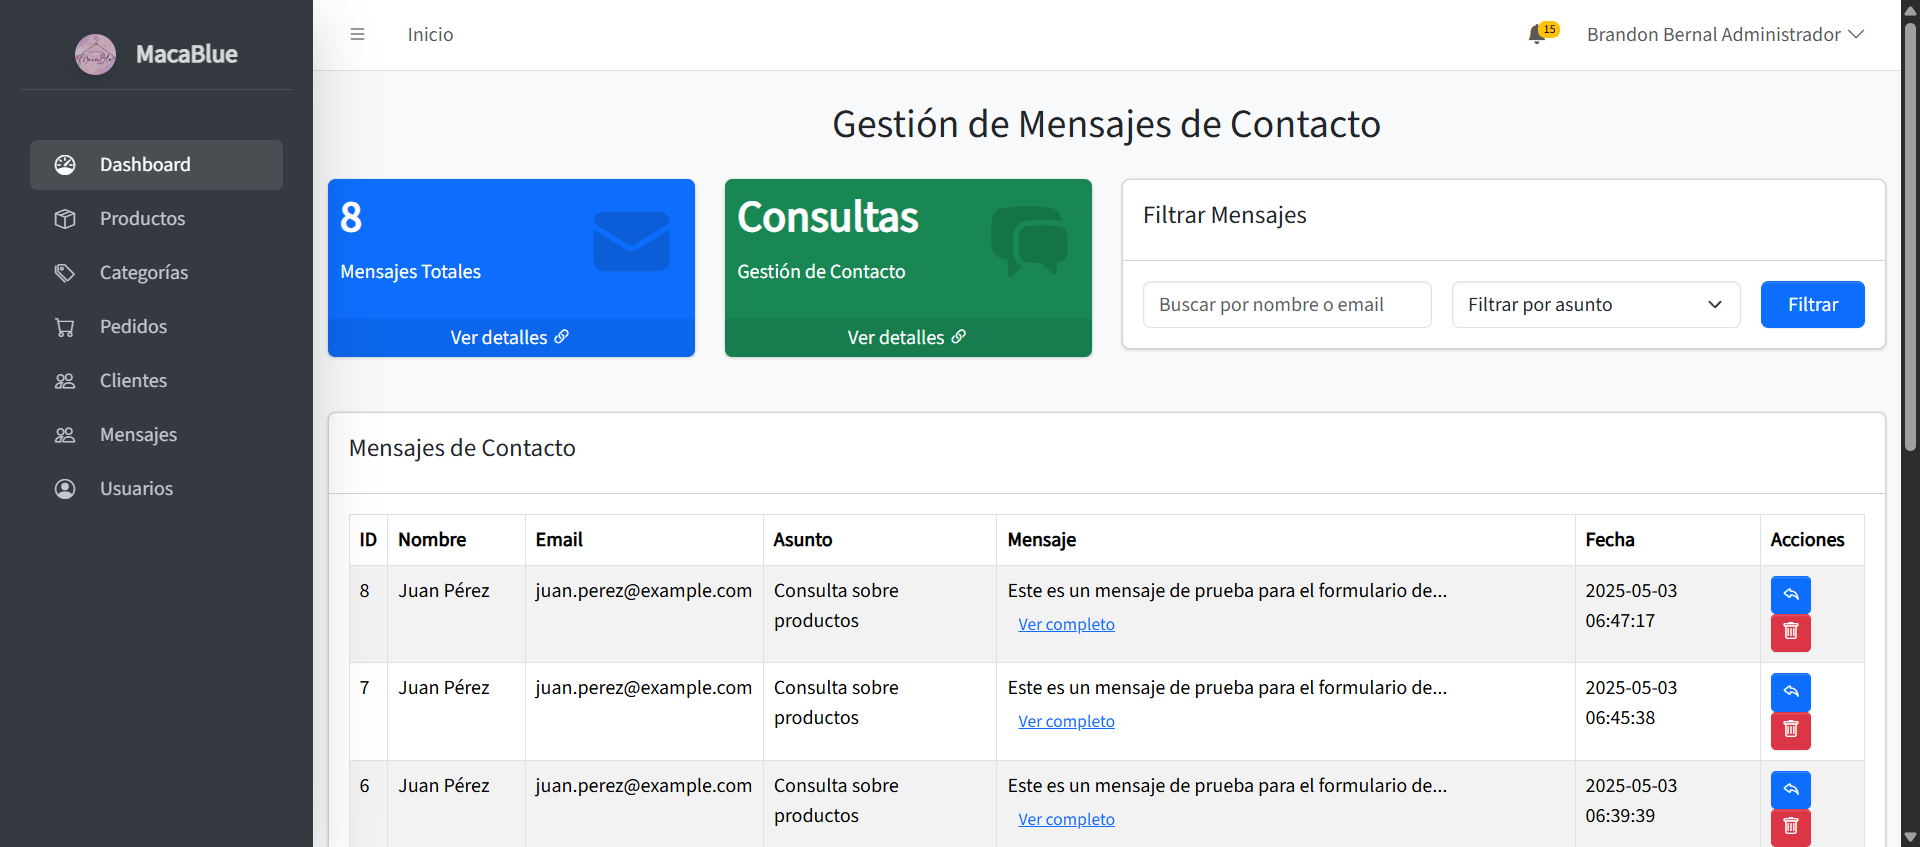 MacaBlue
Dashboard
Productos
Categorías
Pedidos
Clientes
Mensajes
Usuarios
Inicio
15
Brandon Bernal Administrador
Gestión de Mensajes de Contacto
8
Mensajes Totales
Ver detalles
Consultas
Gestión de Contacto
Ver detalles
Filtrar Mensajes
Buscar por nombre o email
Filtrar por asunto
Filtrar
Mensajes de Contacto
ID Nombre Email Asunto Mensaje Fecha Acciones
8 Juan Pérez juan.perez@example.com Consulta sobre Este es un mensaje de prueba para el formulario de... 2025-05-03
productos Ver completo 06:47:17
7 Juan Pérez juan.perez@example.com Consulta sobre Este es un mensaje de prueba para el formulario de... 2025-05-03
productos Ver completo 06:45:38
6 Juan Pérez juan.perez@example.com Consulta sobre Este es un mensaje de prueba para el formulario de... 2025-05-03
productos Ver completo 06:39:39